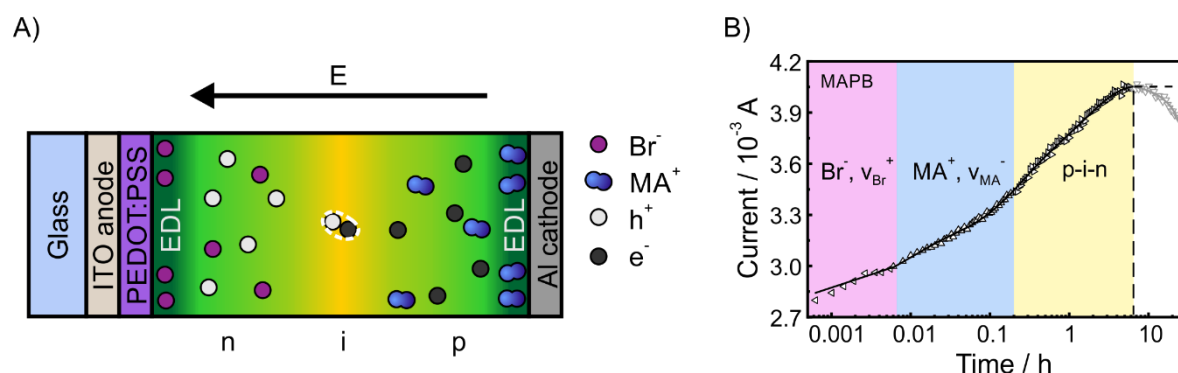 A)
E
Glass
ITO anode
PEDOT:PSS
EDL
EDL
Al cathode
Br⁻
MA⁺
h⁺
e⁻
n i p
B)
MAPB
Br⁻, v_Br⁺
MA⁺, v_MA⁻
p-i-n
Current / 10⁻³ A
4.2
3.9
3.6
3.3
3.0
2.7
0.001 0.01 0.1 1 10
Time / h